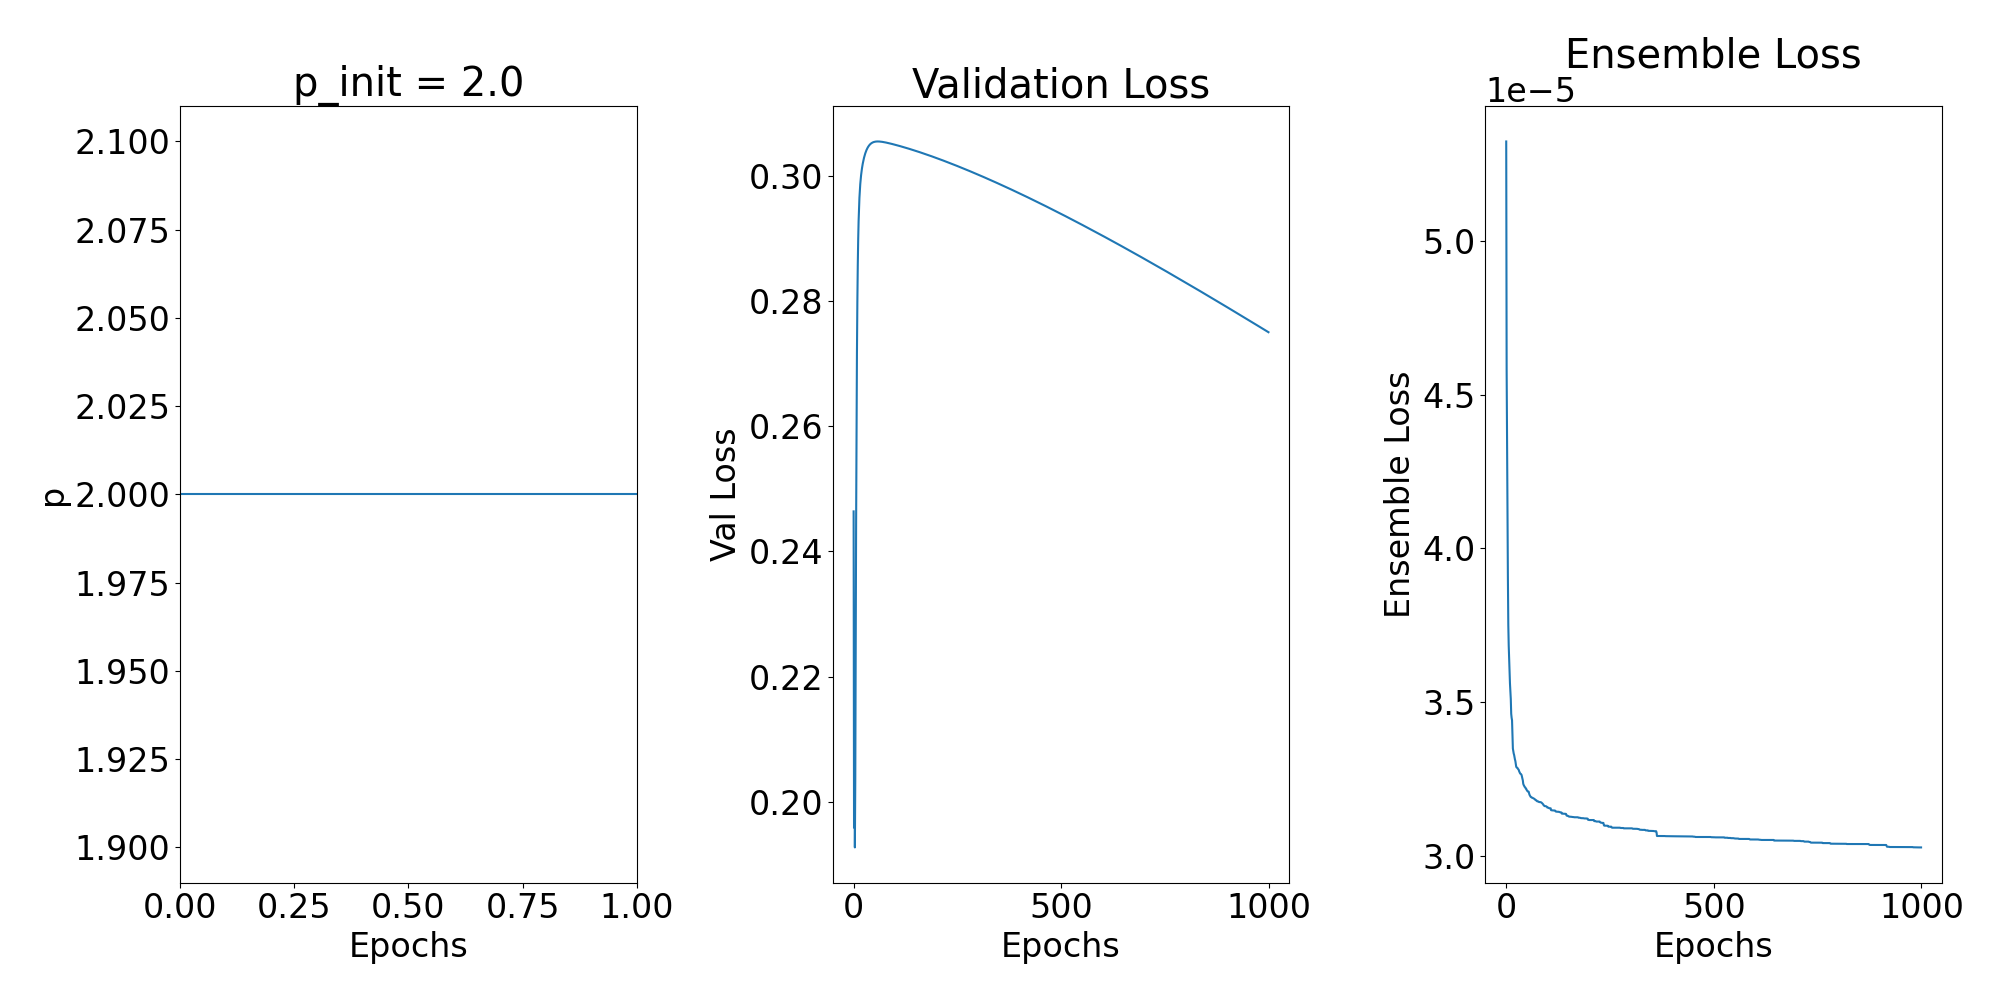 p_init = 2.0
2.100
2.075
2.050
2.025
2.000
1.975
1.950
1.925
1.900
p
0.00 0.25 0.50 0.75 1.00
Epochs
Validation Loss
0.30
0.28
0.26
0.24
0.22
0.20
Val Loss
0 500 1000
Epochs
Ensemble Loss
1e−5
5.0
4.5
4.0
3.5
3.0
Ensemble Loss
0 500 1000
Epochs